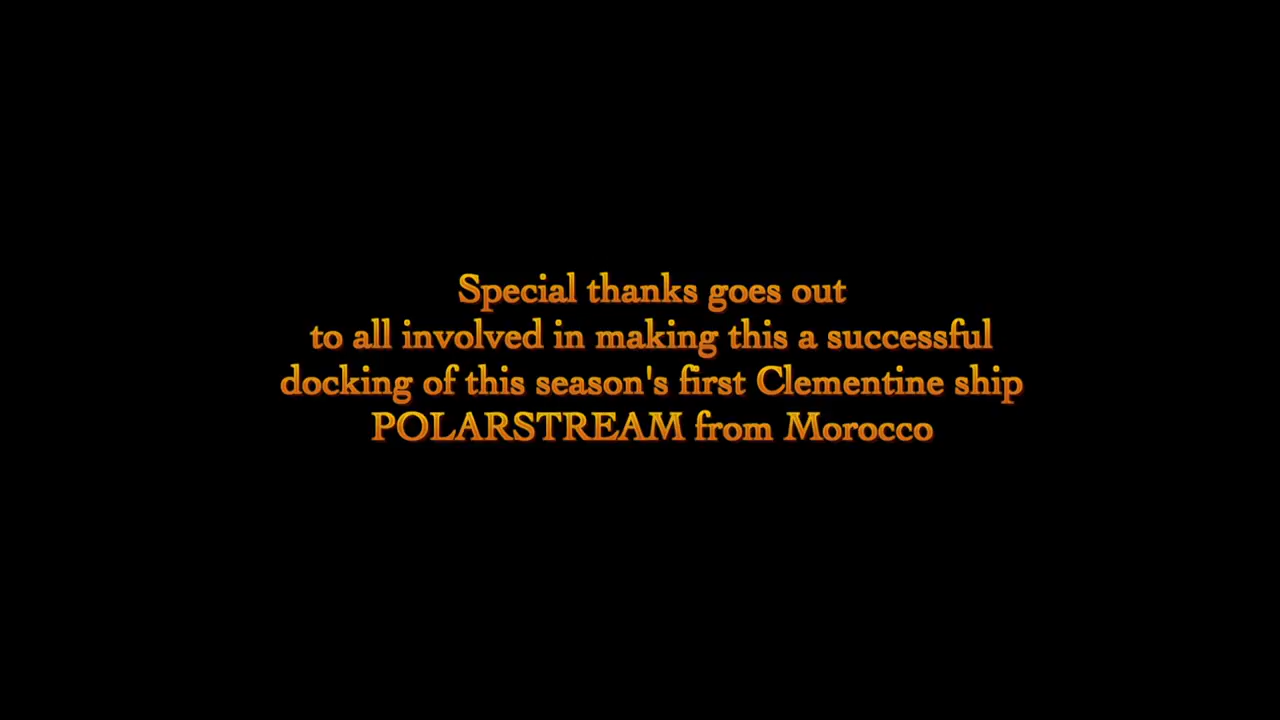 Special thanks goes out
to all involved in making this a successful
docking of this season's first Clementine ship
POLARSTREAM from Morocco